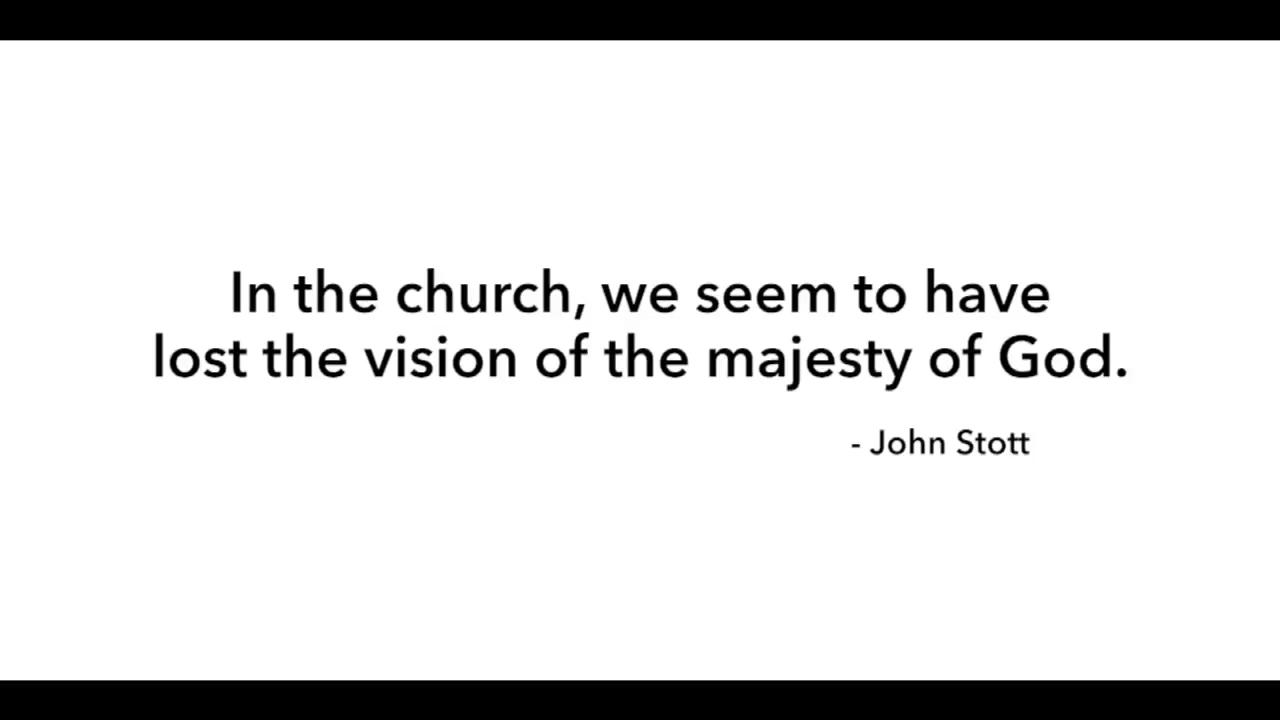 In the church, we seem to have
lost the vision of the majesty of God.
- John Stott